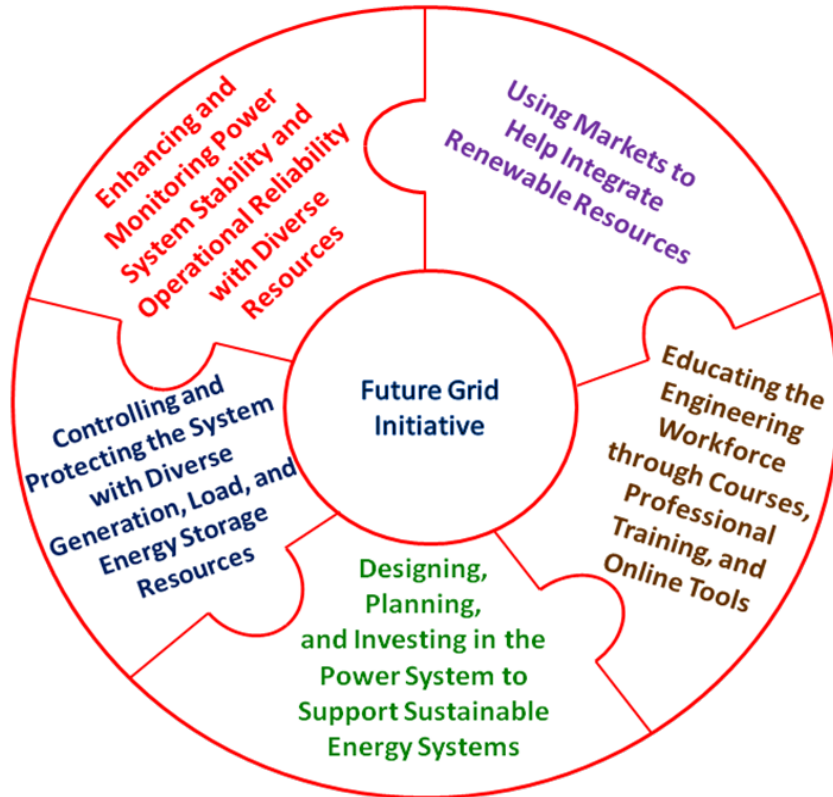 Enhancing and
Monitoring Power
System Stability and
Operational Reliability
with Diverse
Resources
Using Markets to
Help Integrate
Renewable Resources
Future Grid
Initiative
Controlling and
Protecting the System
with Diverse
Generation, Load, and
Energy Storage
Resources
Educating the
Engineering
Workforce
through Courses,
Professional
Training, and
Online Tools
Designing,
Planning,
and Investing in the
Power System to
Support Sustainable
Energy Systems